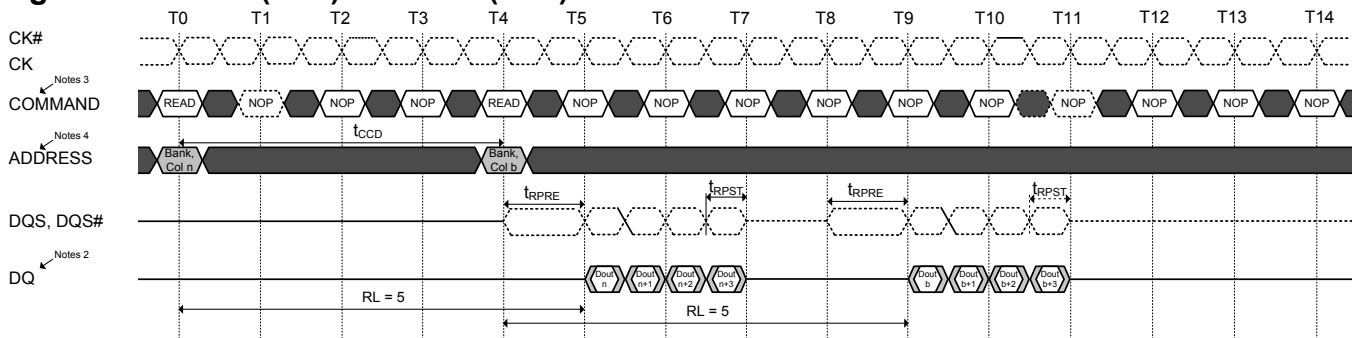 T0 T1 T2 T3 T4 T5 T6 T7 T8 T9 T10 T11 T12 T13 T14
CK#
CK
Notes 3
COMMAND READ NOP NOP NOP READ NOP NOP NOP NOP NOP NOP NOP NOP NOP NOP
Notes 4
tCCD
ADDRESS Bank, Col n Bank, Col b
tRPRE tRPST tRPRE tRPST
DQS, DQS#
Notes 2
DQ Dout n Dout n+1 Dout n+2 Dout n+3 Dout b Dout b+1 Dout b+2 Dout b+3
RL = 5
RL = 5